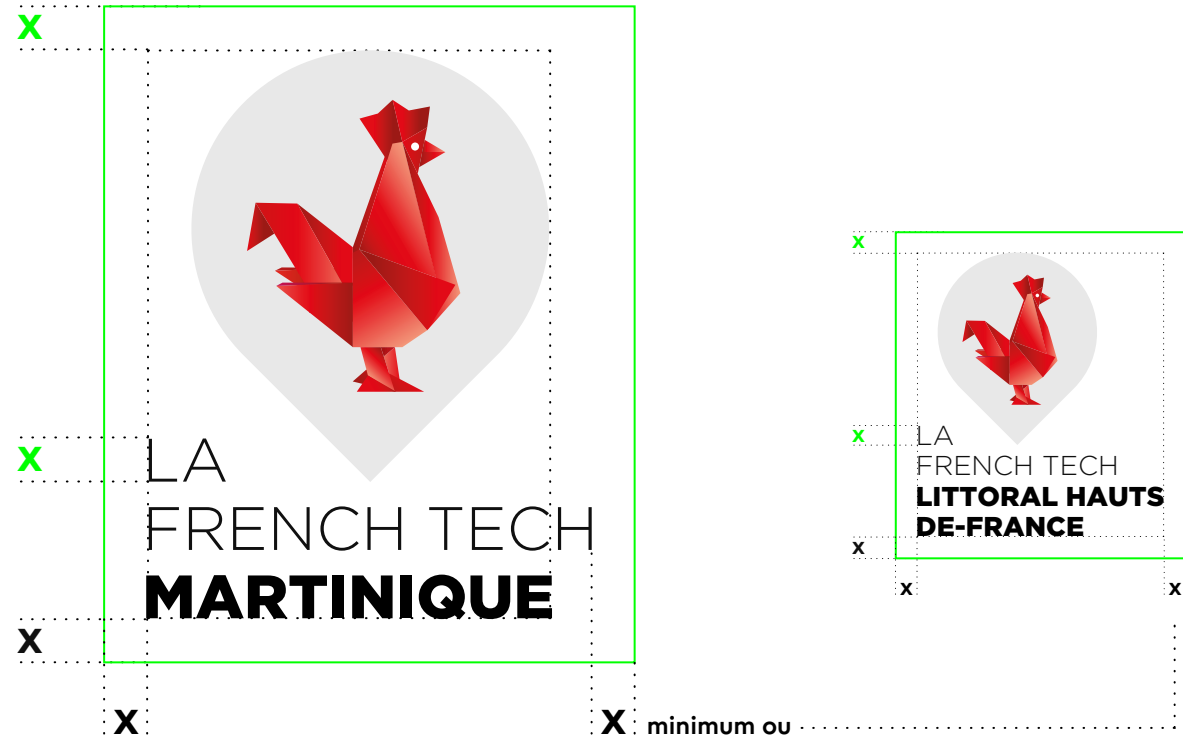 X
X
LA
FRENCH TECH
MARTINIQUE
X
X
X minimum ou
X
X
LA
FRENCH TECH
LITTORAL HAUTS
DE-FRANCE
X
X
X